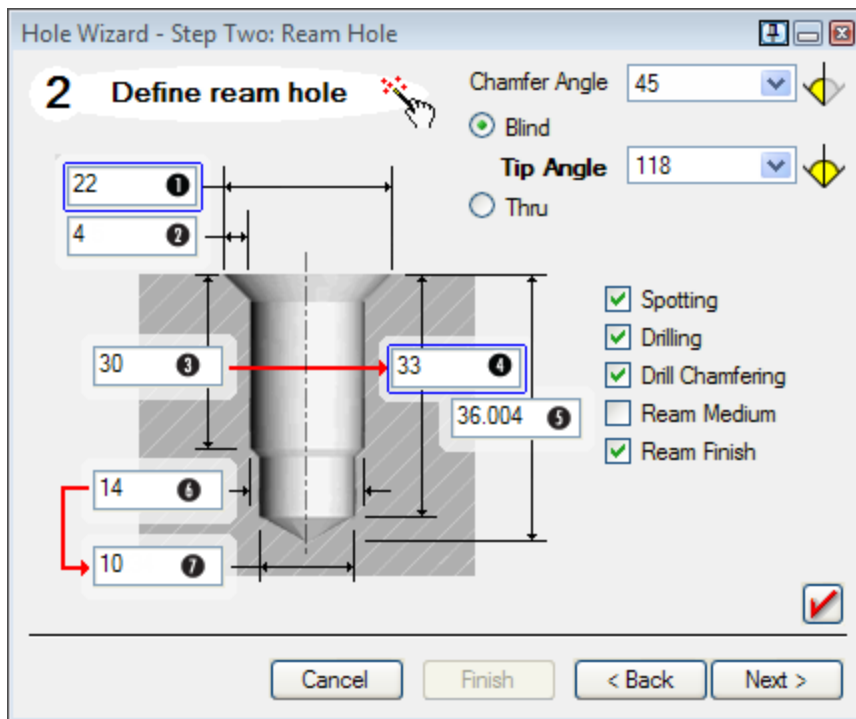 Hole Wizard - Step Two: Ream Hole
2 Define ream hole
Chamfer Angle 45
Blind
Tip Angle 118
Thru
22 1
4 2
30 3
33 4
36.004 5
14 6
10 7
Spotting
Drilling
Drill Chamfering
Ream Medium
Ream Finish
Cancel Finish < Back Next >